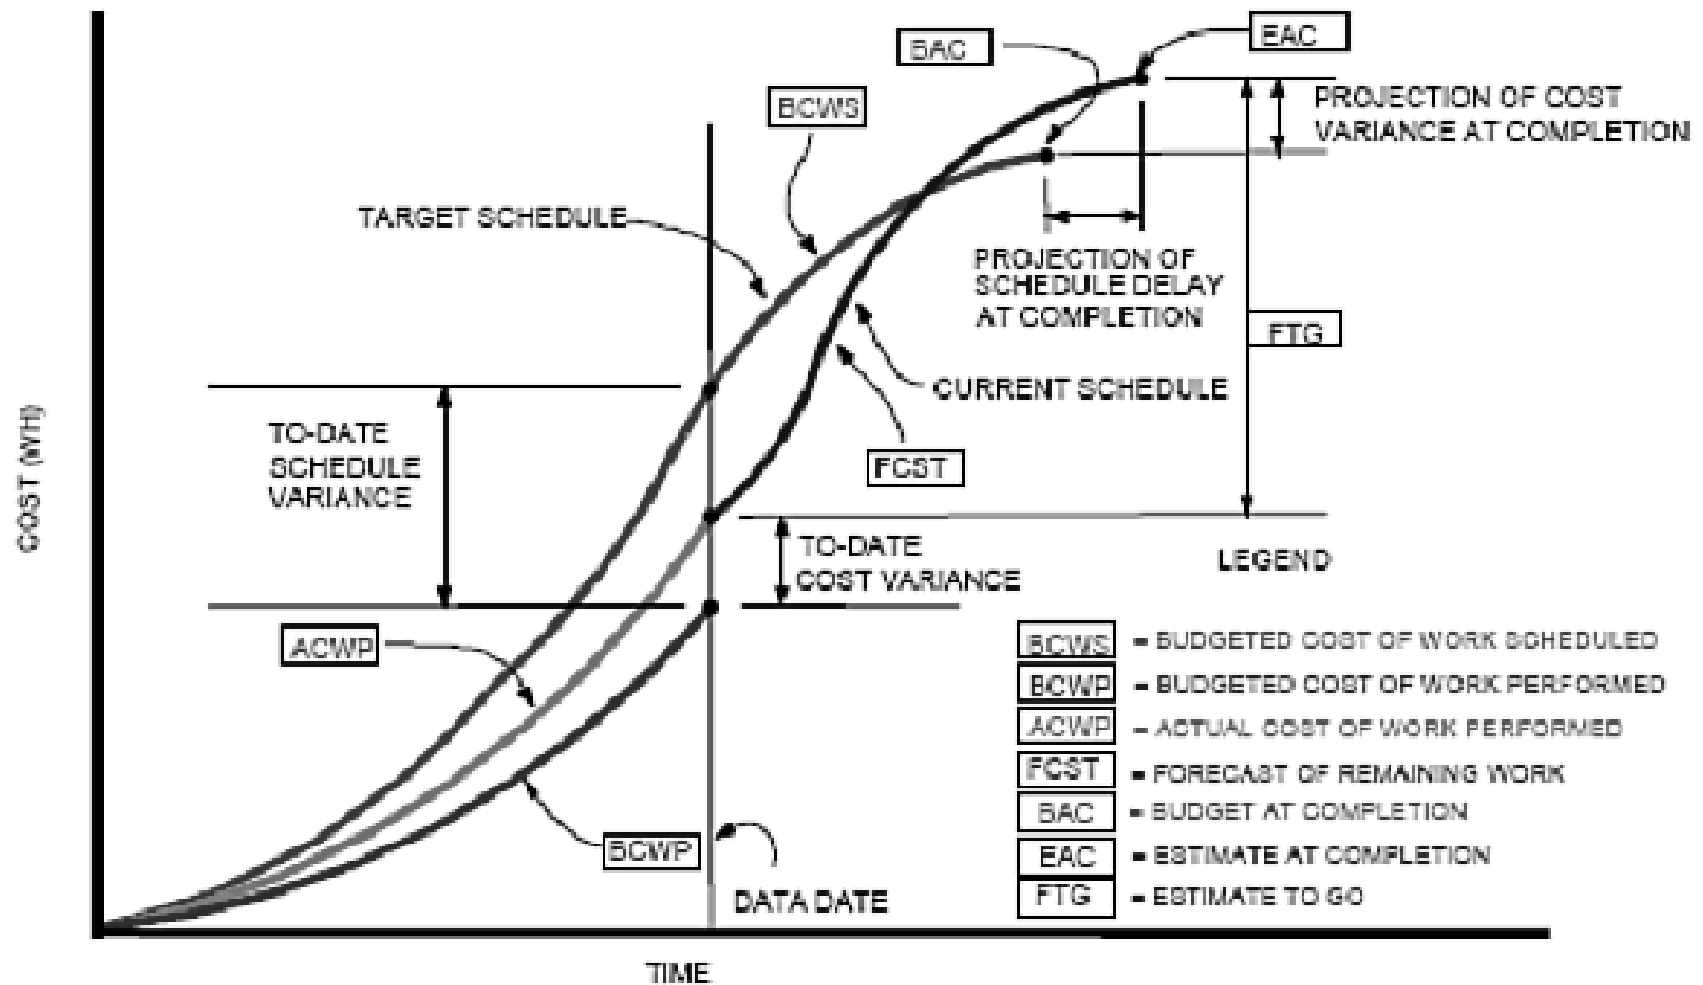 BAC
EAC
BCWS
PROJECTION OF COST
VARIANCE AT COMPLETION
TARGET SCHEDULE
PROJECTION OF
SCHEDULE DELAY
AT COMPLETION
FTG
CURRENT SCHEDULE
TO-DATE
SCHEDULE
VARIANCE
FCST
COST (WH)
TO-DATE
COST VARIANCE
LEGEND
ACWP
BCWS = BUDGETED COST OF WORK SCHEDULED
BCWP = BUDGETED COST OF WORK PERFORMED
ACWP = ACTUAL COST OF WORK PERFORMED
FCST = FORECAST OF REMAINING WORK
BAC = BUDGET AT COMPLETION
EAC = ESTIMATE AT COMPLETION
FTG = ESTIMATE TO GO
BCWP
DATA DATE
TIME